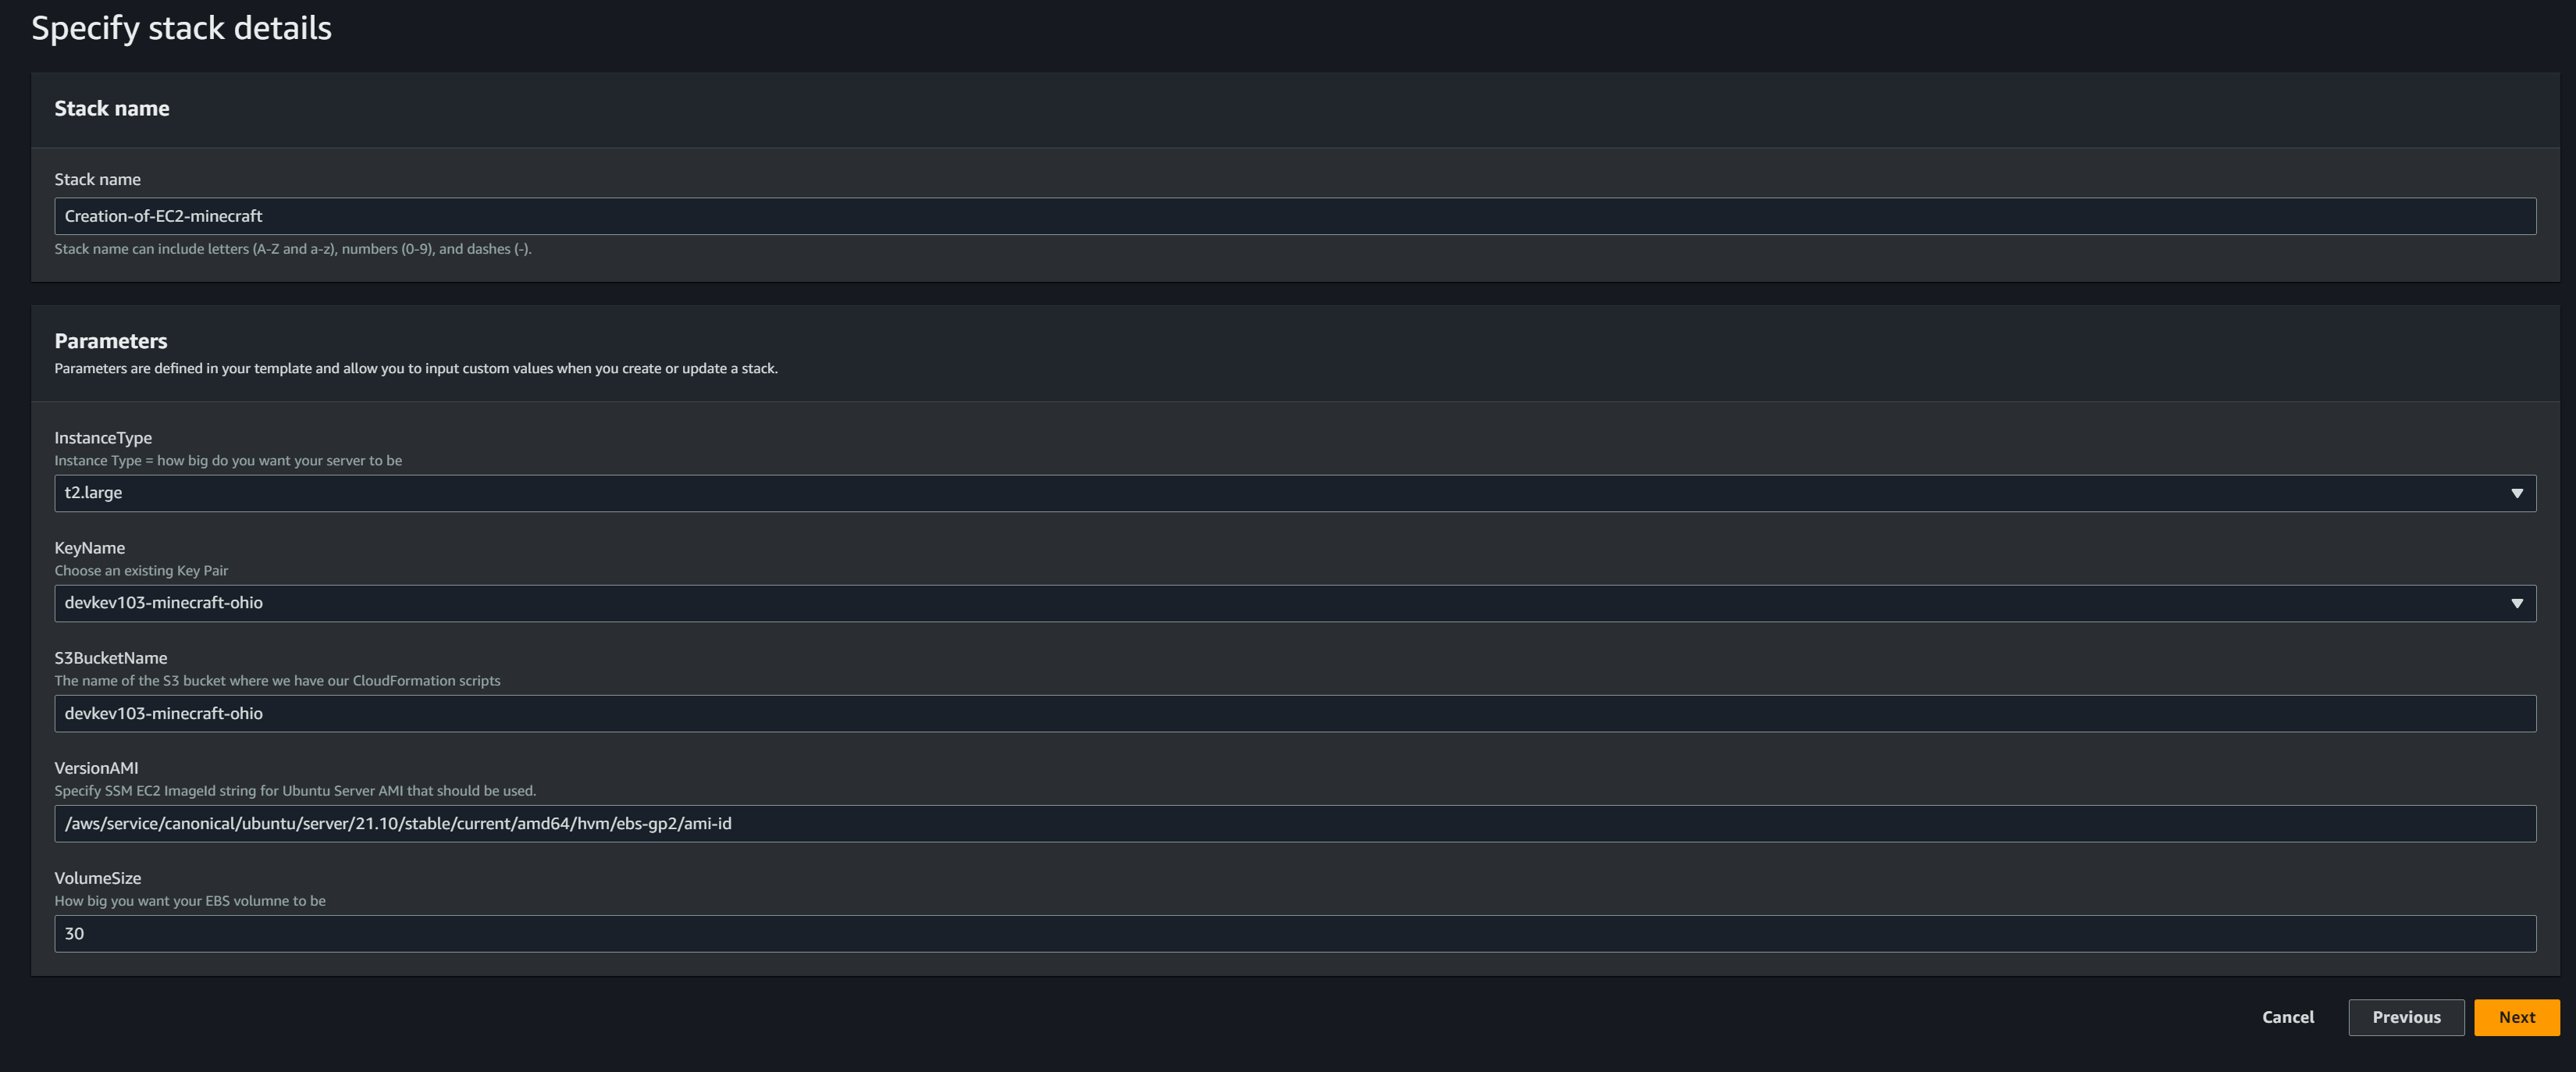 Specify stack details
Stack name
Stack name
Creation-of-EC2-minecraft
Stack name can include letters (A-Z and a-z), numbers (0-9), and dashes (-).
Parameters
Parameters are defined in your template and allow you to input custom values when you create or update a stack.
InstanceType
Instance Type = how big do you want your server to be
t2.large
KeyName
Choose an existing Key Pair
devkev103-minecraft-ohio
S3BucketName
The name of the S3 bucket where we have our CloudFormation scripts
devkev103-minecraft-ohio
VersionAMI
Specify SSM EC2 ImageId string for Ubuntu Server AMI that should be used.
/aws/service/canonical/ubuntu/server/21.10/stable/current/amd64/hvm/ebs-gp2/ami-id
VolumeSize
How big you want your EBS volumne to be
30
Cancel Previous Next